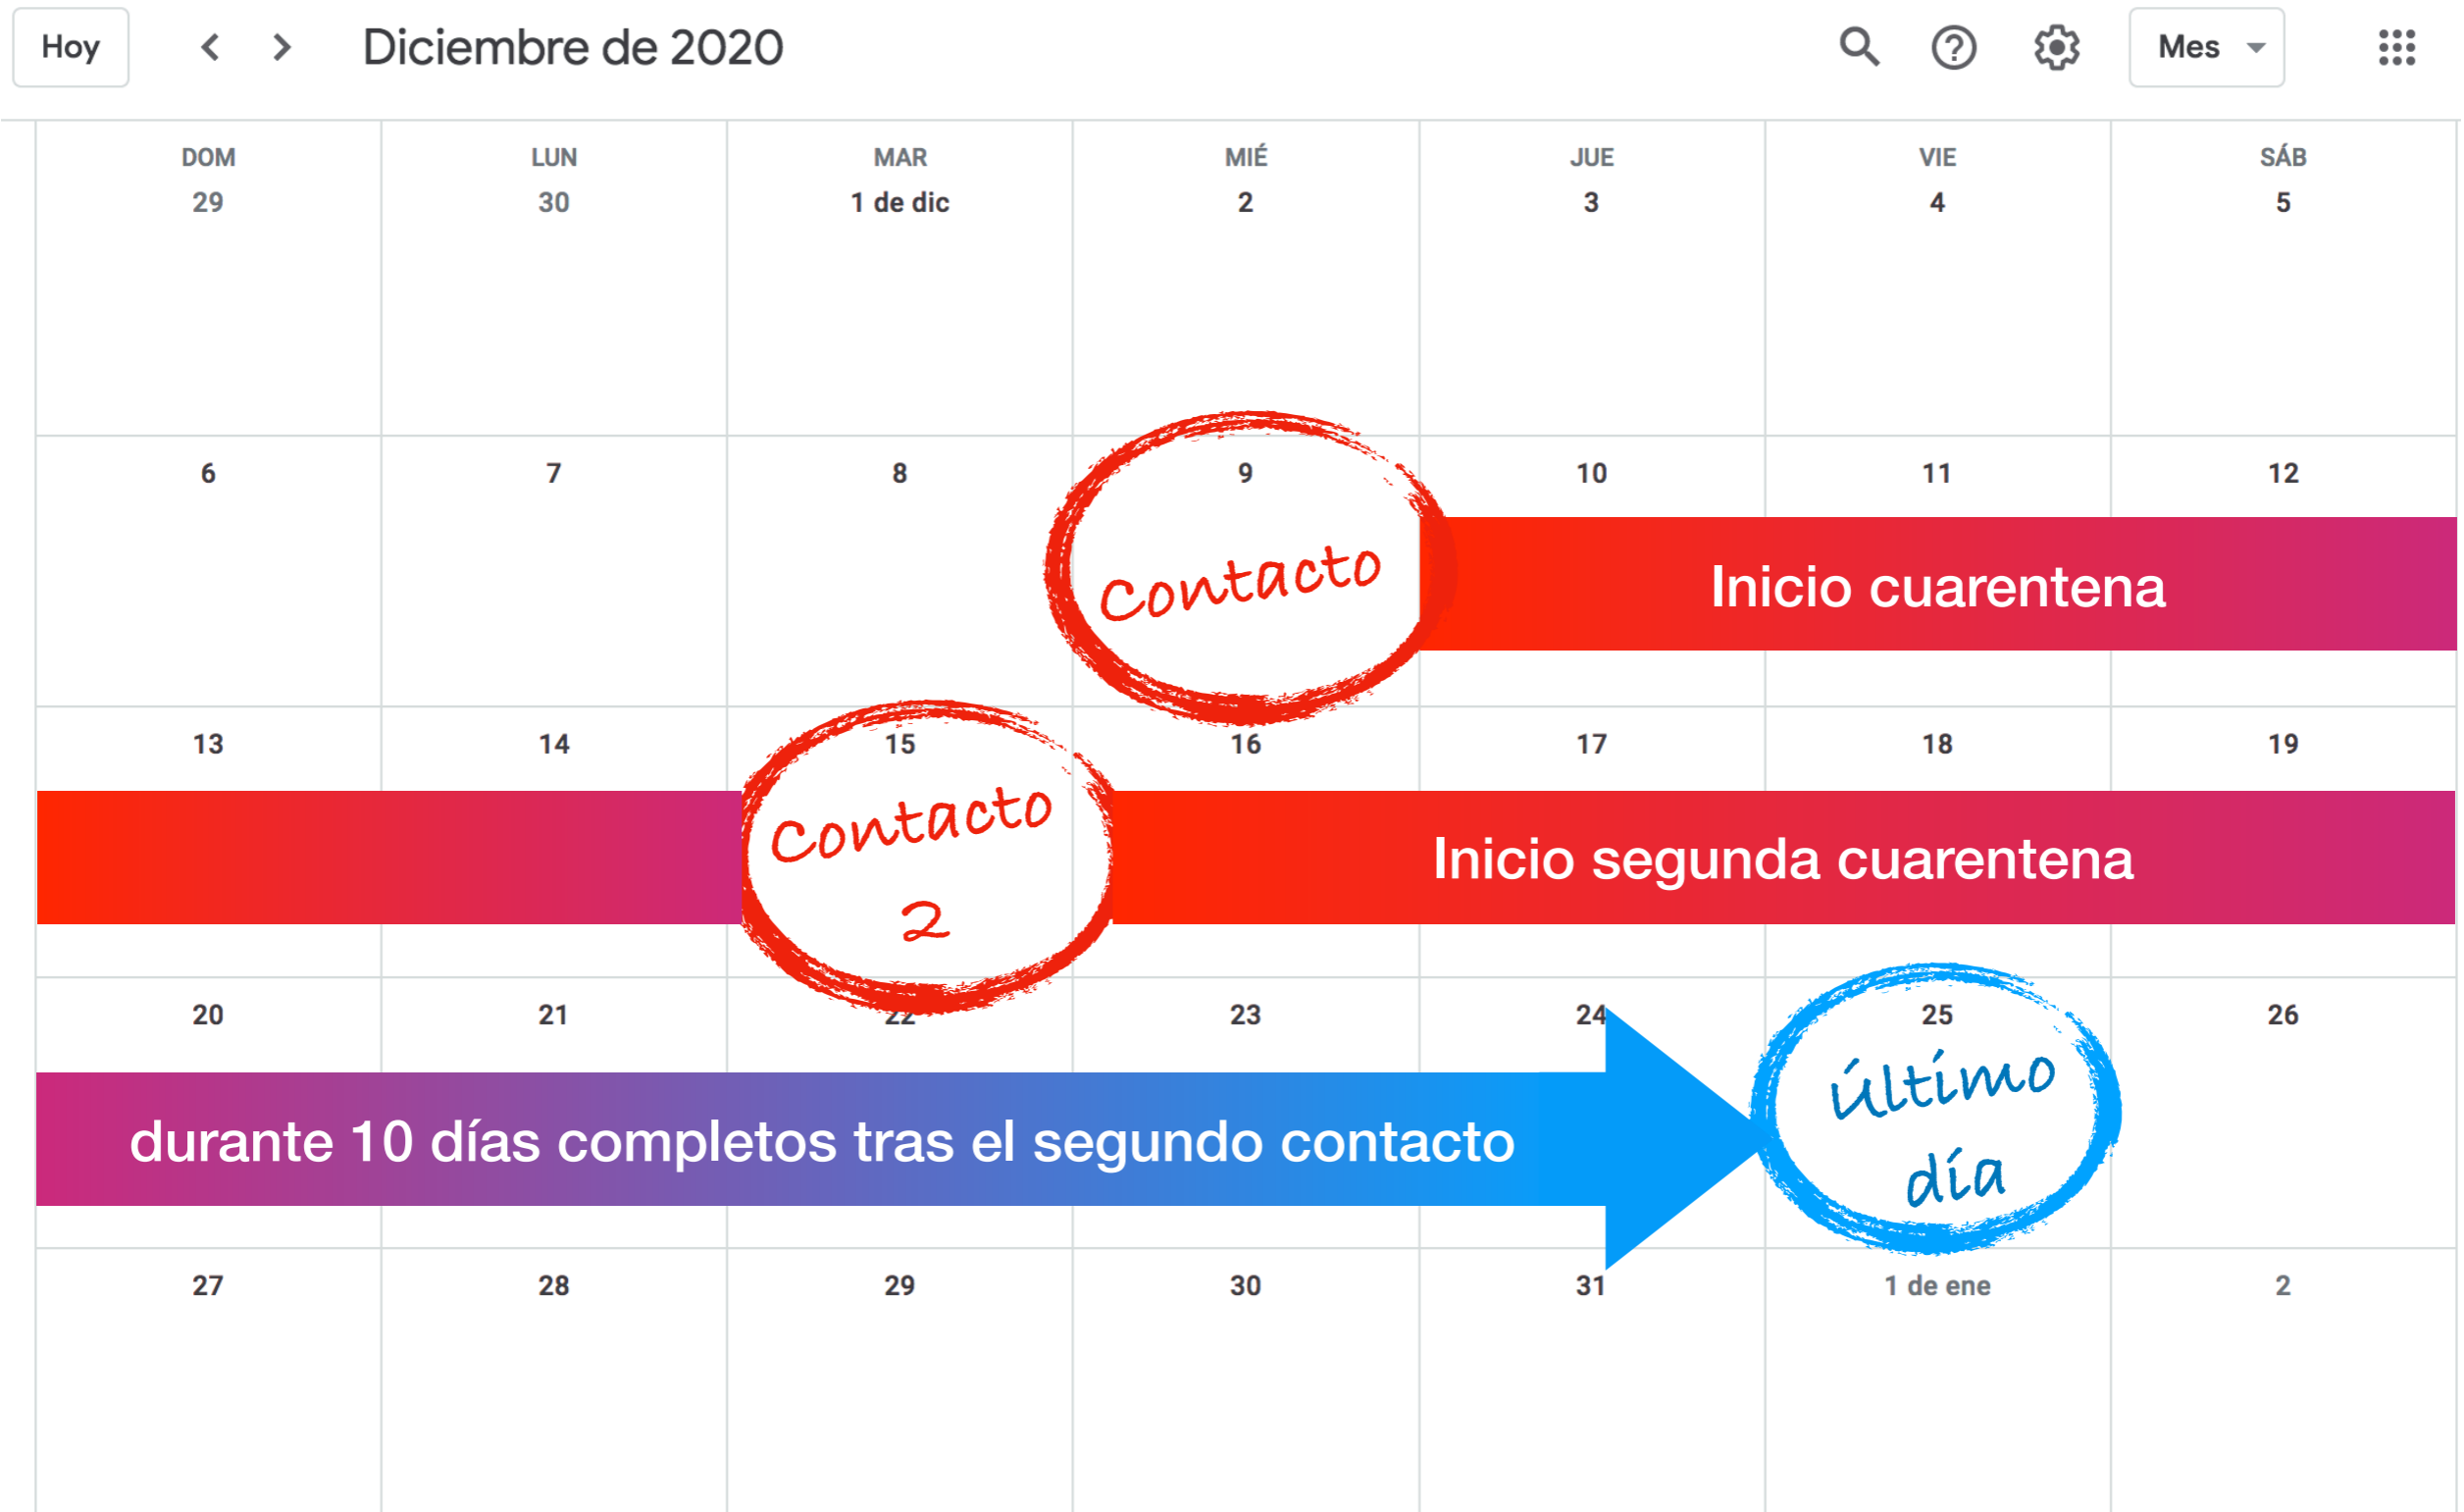 Hoy
Diciembre de 2020
Mes
DOM LUN MAR MIÉ JUE VIE SÁB
29 30 1 de dic 2 3 4 5
6 7 8 9 10 11 12
Contacto
Inicio cuarentena
13 14 15 16 17 18 19
Contacto
2
Inicio segunda cuarentena
20 21 22 23 24 25 26
último
día
durante 10 días completos tras el segundo contacto
27 28 29 30 31 1 de ene 2